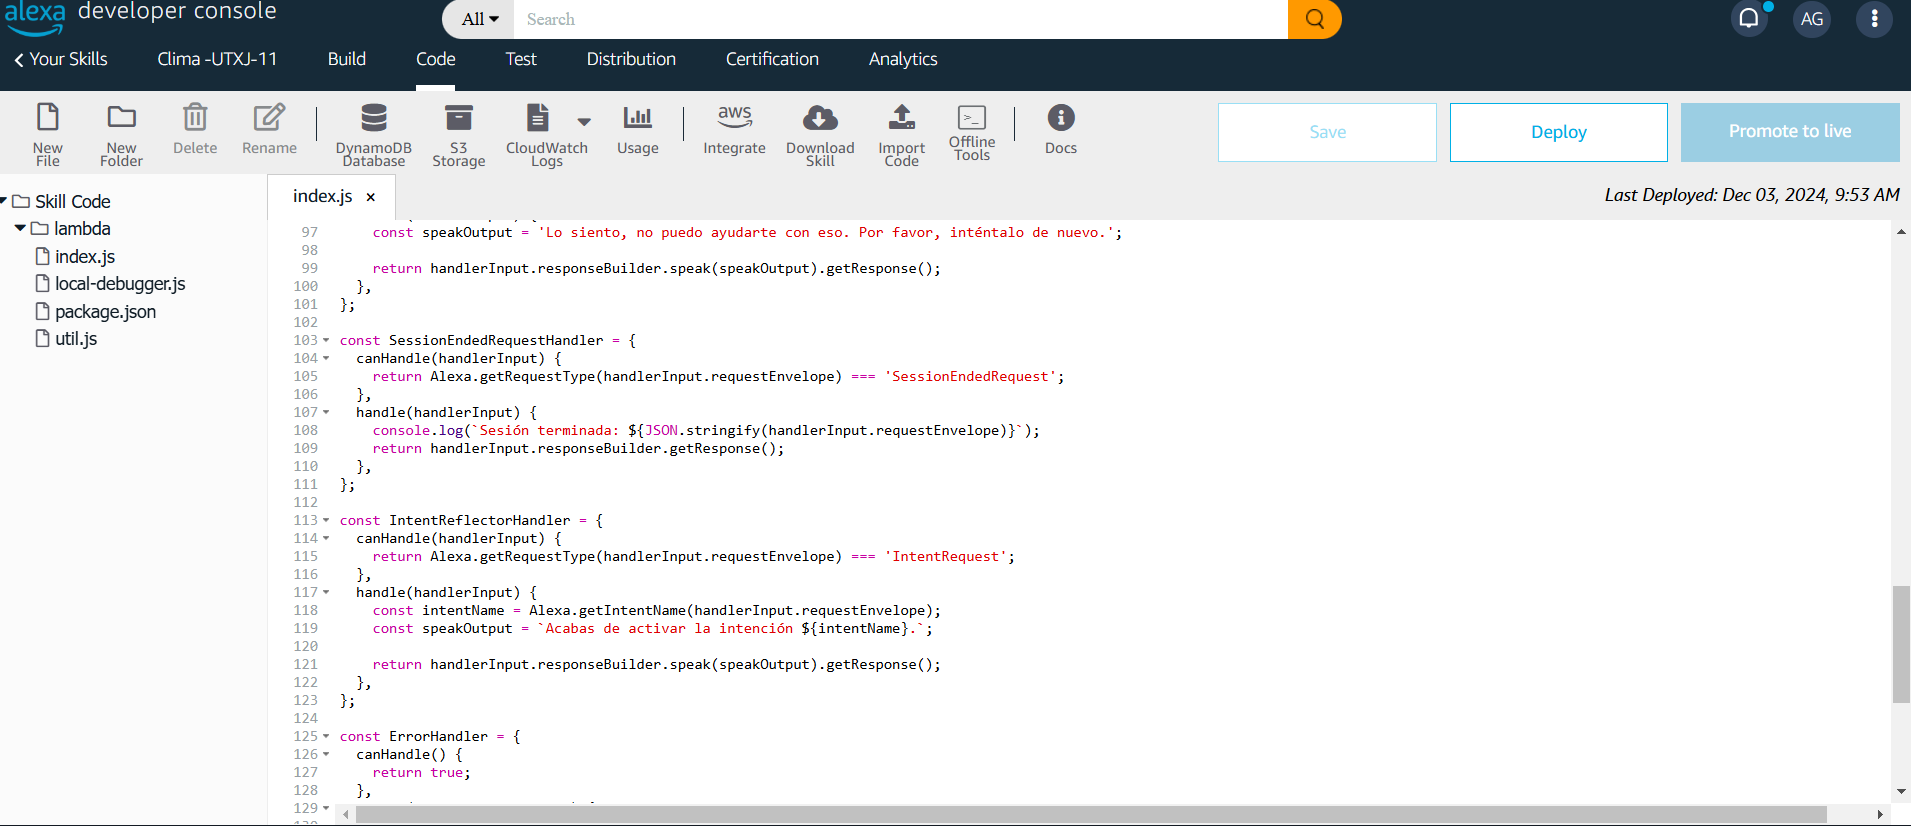 alexa developer console
All
Search
AG
Your Skills
Clima -UTXJ-11
Build
Code
Test
Distribution
Certification
Analytics
New File
New Folder
Delete
Rename
DynamoDB Database
S3 Storage
CloudWatch Logs
Usage
aws
Integrate
Download Skill
Import Code
Offline Tools
Docs
Save
Deploy
Promote to live
Skill Code
lambda
index.js
local-debugger.js
package.json
util.js
index.js ×
Last Deployed: Dec 03, 2024, 9:53 AM
97 const speakOutput = 'Lo siento, no puedo ayudarte con eso. Por favor, inténtalo de nuevo.';
98
99 return handlerInput.responseBuilder.speak(speakOutput).getResponse();
100 },
101 };
102
103 const SessionEndedRequestHandler = {
104 canHandle(handlerInput) {
105 return Alexa.getRequestType(handlerInput.requestEnvelope) === 'SessionEndedRequest';
106 },
107 handle(handlerInput) {
108 console.log(`Sesión terminada: ${JSON.stringify(handlerInput.requestEnvelope)}`);
109 return handlerInput.responseBuilder.getResponse();
110 },
111 };
112
113 const IntentReflectorHandler = {
114 canHandle(handlerInput) {
115 return Alexa.getRequestType(handlerInput.requestEnvelope) === 'IntentRequest';
116 },
117 handle(handlerInput) {
118 const intentName = Alexa.getIntentName(handlerInput.requestEnvelope);
119 const speakOutput = `Acabas de activar la intención ${intentName}.`;
120
121 return handlerInput.responseBuilder.speak(speakOutput).getResponse();
122 },
123 };
124
125 const ErrorHandler = {
126 canHandle() {
127 return true;
128 },
129